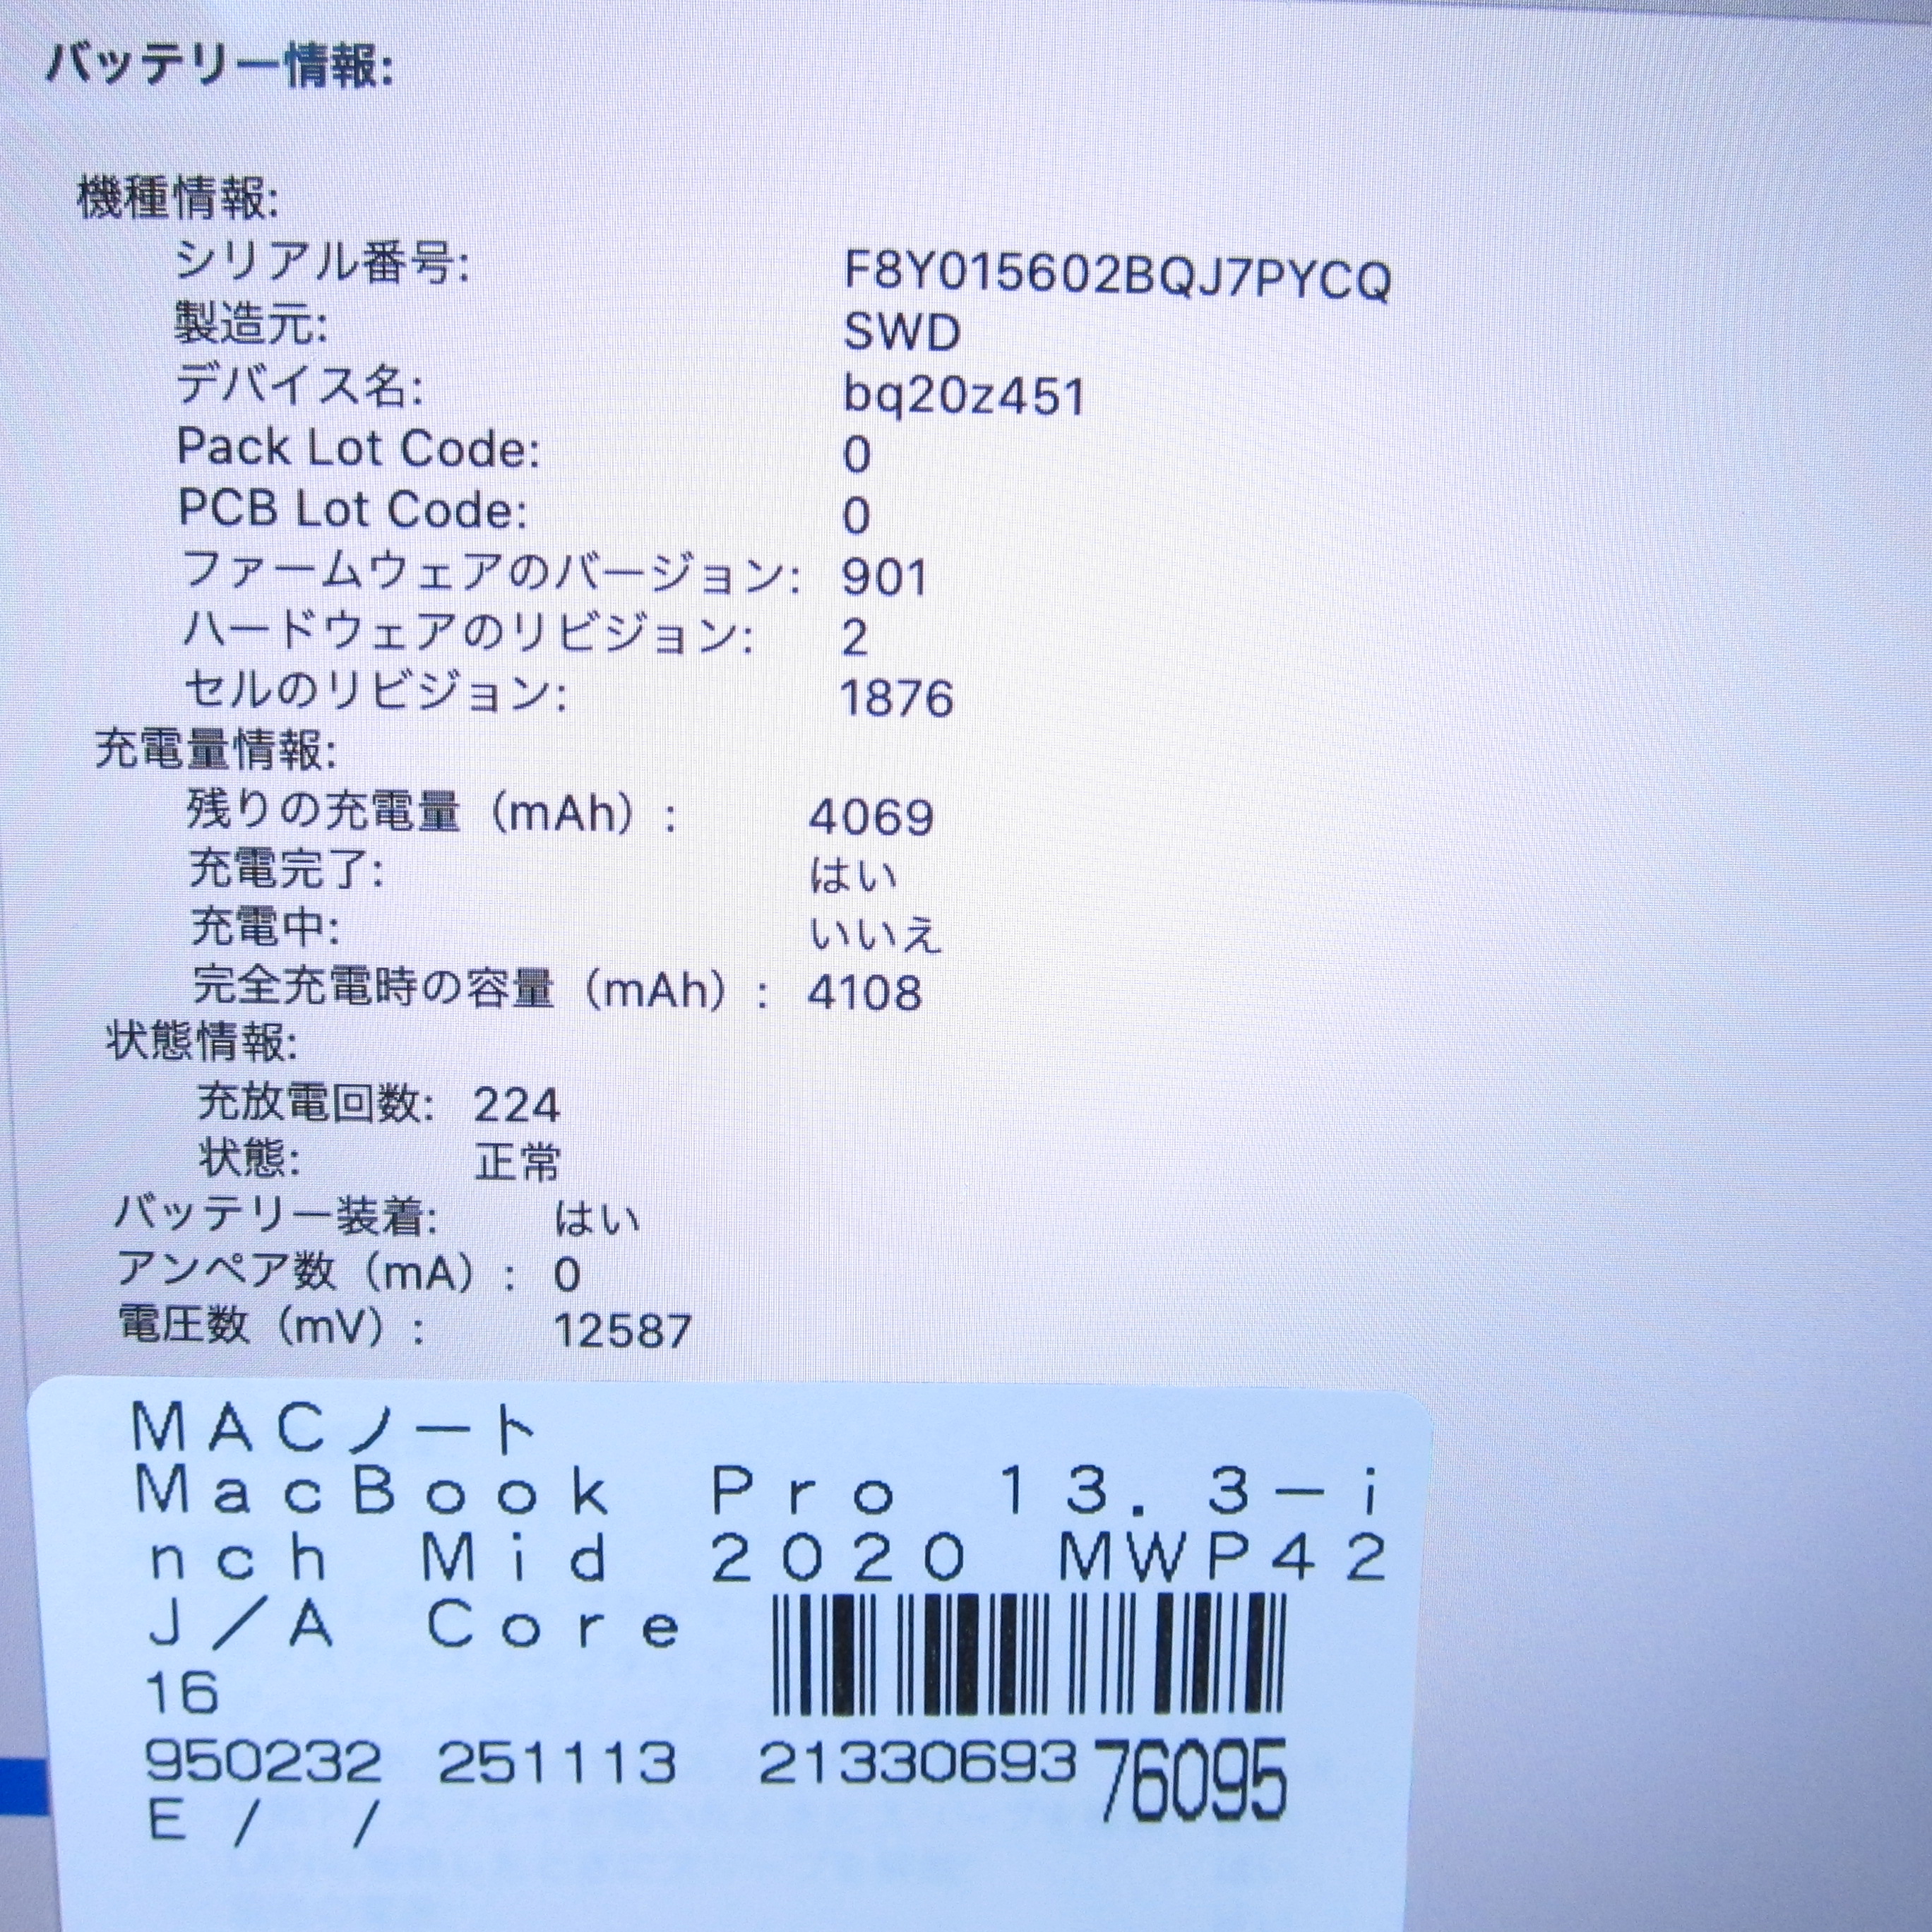 バッテリー情報:
機種情報:
シリアル番号: F8Y015602BQJ7PYCQ
製造元: SWD
デバイス名: bq20z451
Pack Lot Code: 0
PCB Lot Code: 0
ファームウェアのバージョン: 901
ハードウェアのリビジョン: 2
セルのリビジョン: 1876
充電量情報:
残りの充電量（mAh）: 4069
充電完了: はい
充電中: いいえ
完全充電時の容量（mAh）: 4108
状態情報:
充放電回数: 224
状態: 正常
バッテリー装着: はい
アンペア数（mA）: 0
電圧数（mV）: 12587
MACノート
MacBook Pro 13.3-i
nch Mid 2020 MWP42
J/A Core
16
950232 251113 21330693 76095
E / /